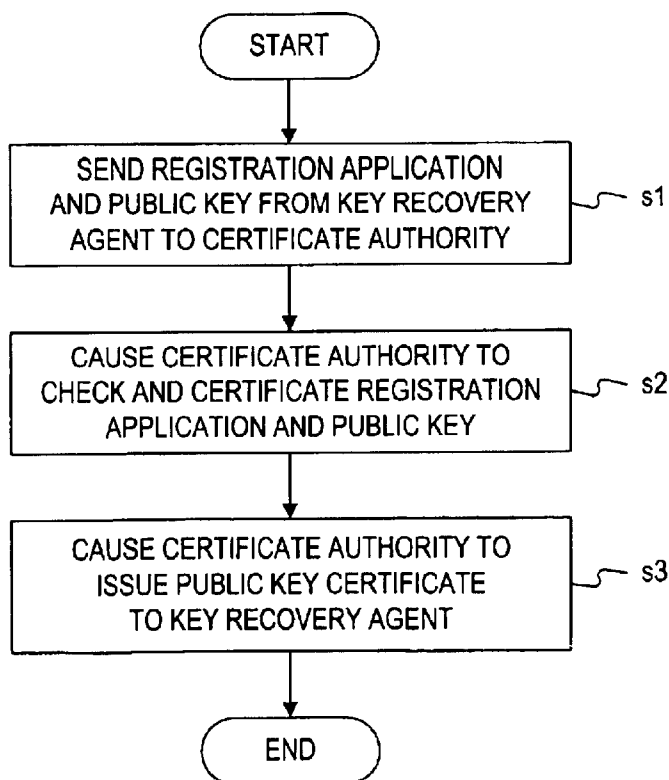 START
SEND REGISTRATION APPLICATION
AND PUBLIC KEY FROM KEY RECOVERY
AGENT TO CERTIFICATE AUTHORITY
s1
CAUSE CERTIFICATE AUTHORITY TO
CHECK AND CERTIFICATE REGISTRATION
APPLICATION AND PUBLIC KEY
s2
CAUSE CERTIFICATE AUTHORITY TO
ISSUE PUBLIC KEY CERTIFICATE
TO KEY RECOVERY AGENT
s3
END